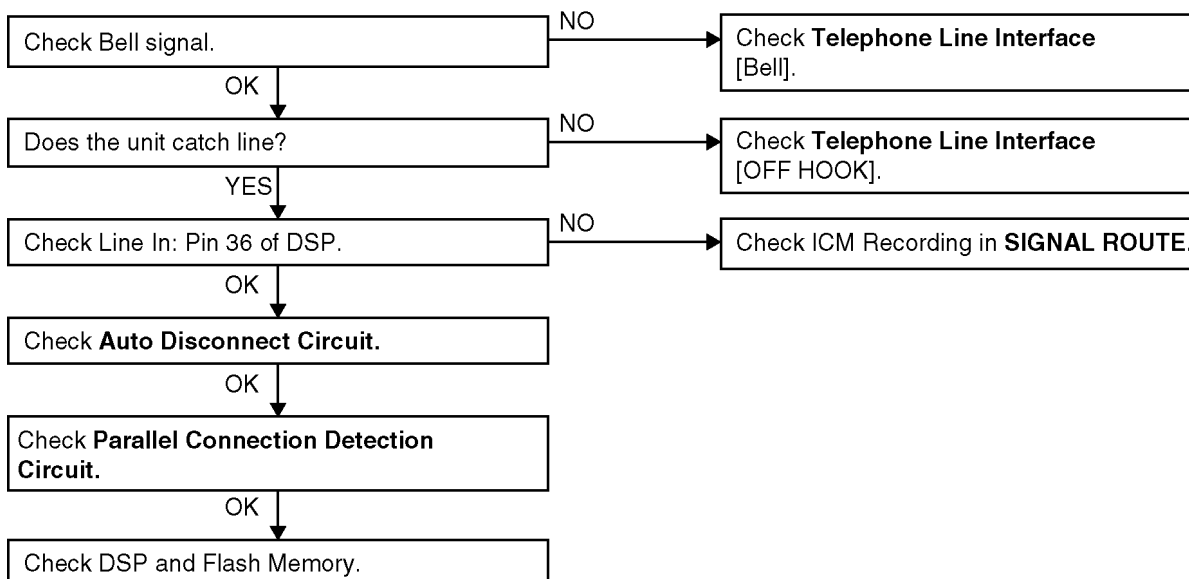 Check Bell signal.
NO
Check Telephone Line Interface
[Bell].
OK
Does the unit catch line?
NO
Check Telephone Line Interface
[OFF HOOK].
YES
Check Line In: Pin 36 of DSP.
NO
Check ICM Recording in SIGNAL ROUTE.
OK
Check Auto Disconnect Circuit.
OK
Check Parallel Connection Detection
Circuit.
OK
Check DSP and Flash Memory.